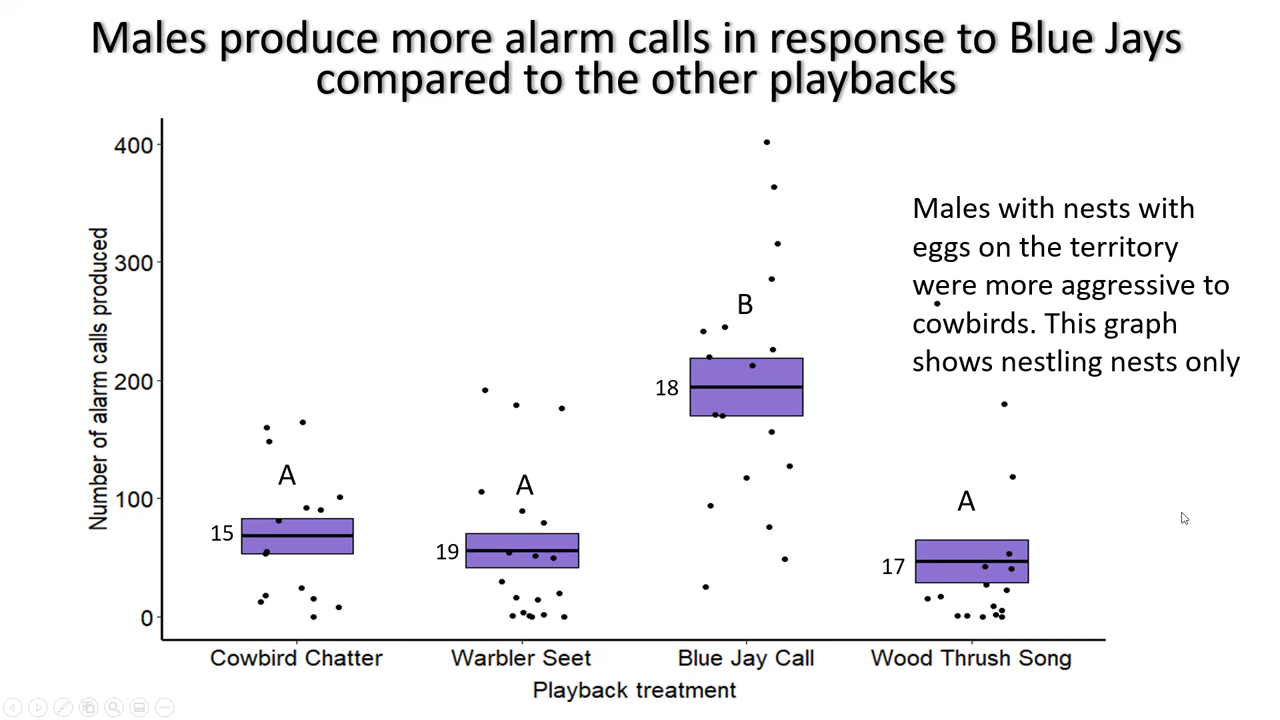 Males produce more alarm calls in response to Blue Jays
compared to the other playbacks
Number of alarm calls produced
400
300
200
100
0
Males with nests with
eggs on the territory
were more aggressive to
cowbirds. This graph
shows nestling nests only
15
A
19
A
18
B
17
A
Cowbird Chatter
Warbler Seet
Blue Jay Call
Wood Thrush Song
Playback treatment